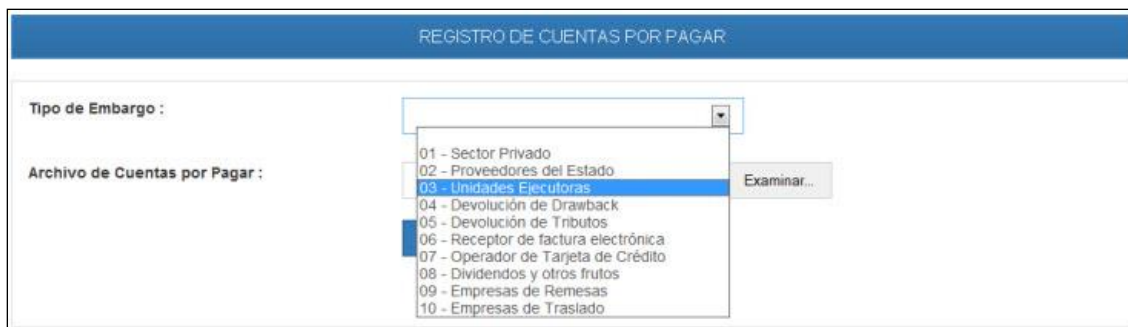 REGISTRO DE CUENTAS POR PAGAR
Tipo de Embargo :
01 - Sector Privado
02 - Proveedores del Estado
Archivo de Cuentas por Pagar :
03 - Unidades Ejecutoras
Examinar...
04 - Devolución de Drawback
05 - Devolución de Tributos
06 - Receptor de factura electrónica
07 - Operador de Tarjeta de Crédito
08 - Dividendos y otros frutos
09 - Empresas de Remesas
10 - Empresas de Traslado